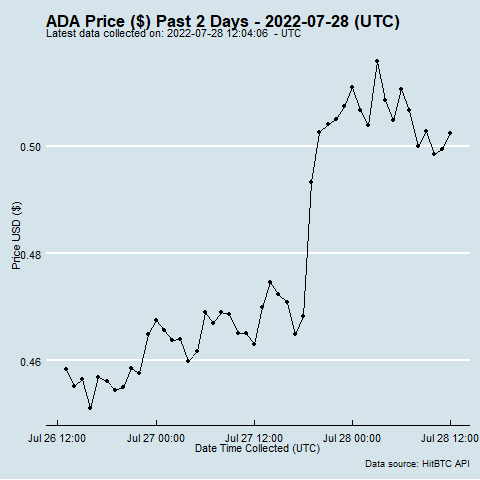 ADA Price ($) Past 2 Days - 2022-07-28 (UTC)
Latest data collected on: 2022-07-28 12:04:06 - UTC
0.50
0.48
0.46
Price USD ($)
Jul 26 12:00 Jul 27 00:00 Jul 27 12:00 Jul 28 00:00 Jul 28 12:00
Date Time Collected (UTC)
Data source: HitBTC API